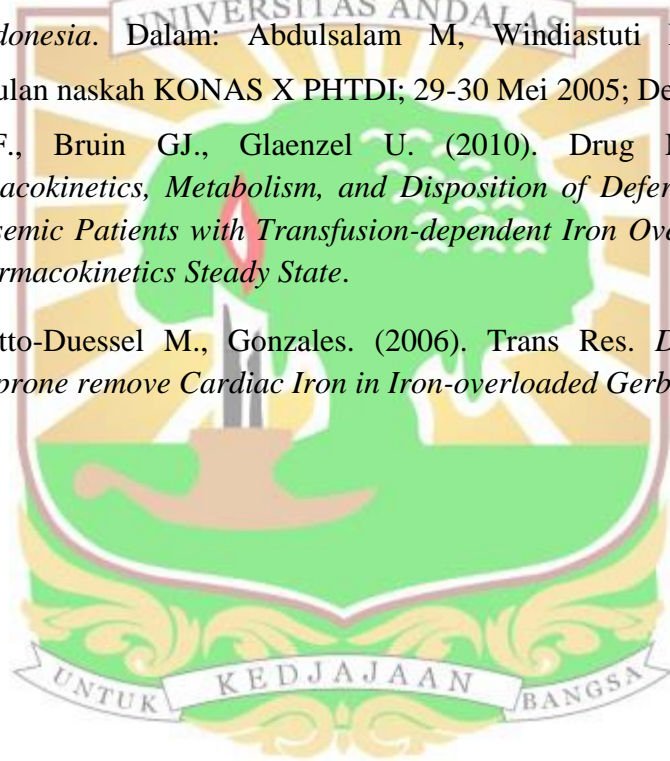 UNIVERSITAS ANDALAS
donesia. Dalam: Abdulsalam M, Windiastuti
ulan naskah KONAS X PHTDI; 29-30 Mei 2005; De
F., Bruin GJ., Glaenzel U. (2010). Drug
acokinetics, Metabolism, and Disposition of Defer
semic Patients with Transfusion-dependent Iron Ove
rmacokinetics Steady State.
tto-Duessel M., Gonzales. (2006). Trans Res. D
prone remove Cardiac Iron in Iron-overloaded Gerb
UNTUK KEDJAJAAN BANGSA